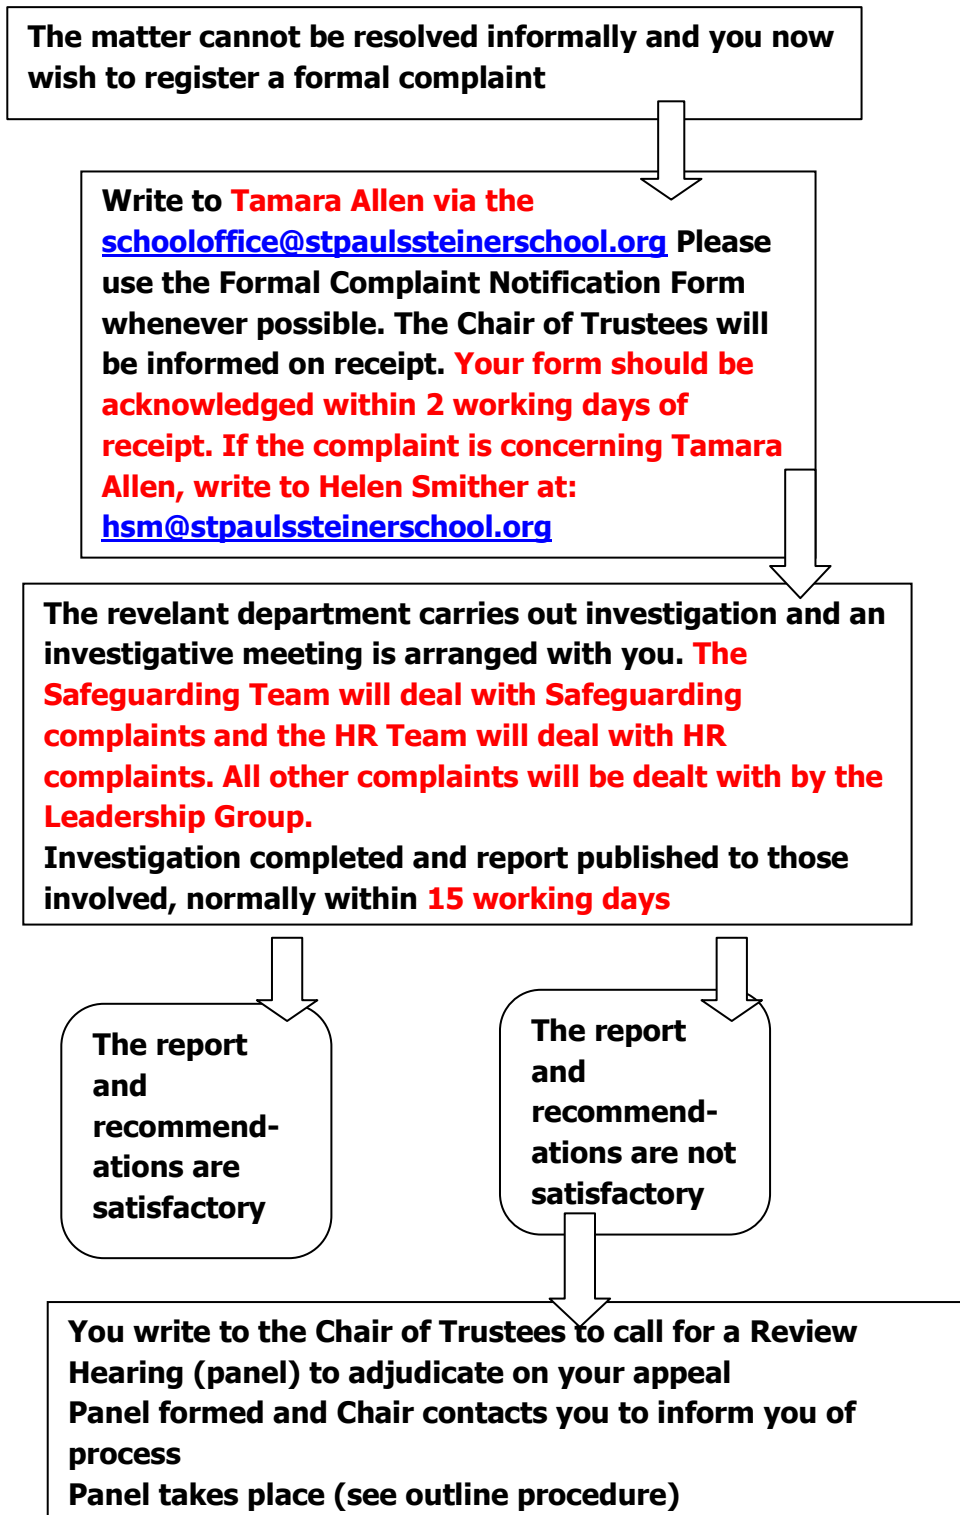 The matter cannot be resolved informally and you now
wish to register a formal complaint
Write to Tamara Allen via the
schooloffice@stpaulssteinerschool.org Please
use the Formal Complaint Notification Form
whenever possible. The Chair of Trustees will
be informed on receipt. Your form should be
acknowledged within 2 working days of
receipt. If the complaint is concerning Tamara
Allen, write to Helen Smither at:
hsm@stpaulssteinerschool.org
The revelant department carries out investigation and an
investigative meeting is arranged with you. The
Safeguarding Team will deal with Safeguarding
complaints and the HR Team will deal with HR
complaints. All other complaints will be dealt with by the
Leadership Group.
Investigation completed and report published to those
involved, normally within 15 working days
The report
and
recommend-
ations are
satisfactory
The report
and
recommend-
ations are not
satisfactory
You write to the Chair of Trustees to call for a Review
Hearing (panel) to adjudicate on your appeal
Panel formed and Chair contacts you to inform you of
process
Panel takes place (see outline procedure)